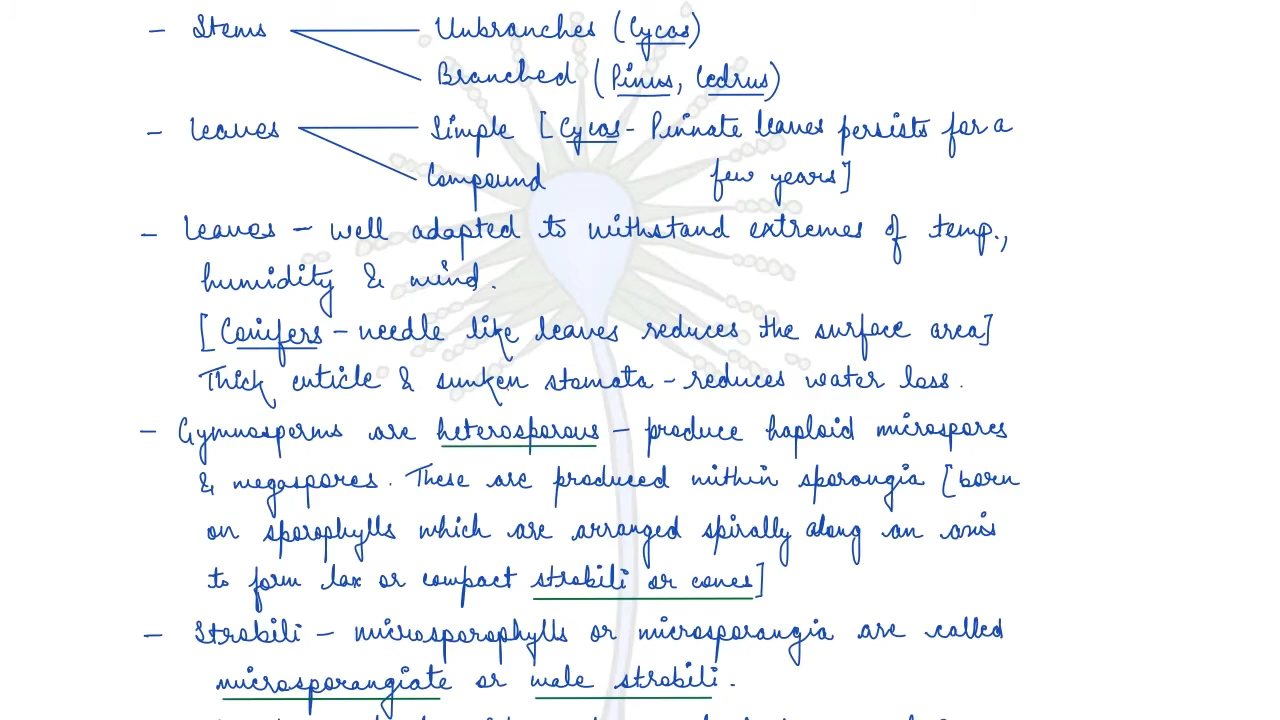 - Stems Unbranches (Cycas)
Branched (Pinus, Cedrus)
- Leaves Simple [Cycas - Pinnate leaves persists for a
Compound few years]
- Leaves - well adapted to withstand extremes of temp.,
humidity & wind.
[Conifers - needle like leaves reduces the surface area]
Thick cuticle & sunken stomata - reduces water loss.
- Gymnosperms are heterosporous - produce haploid microspores
& megaspores. These are produced within sporangia [born
on sporophylls which are arranged spirally along an axis
to form lax or compact strobili or cones]
- Strobili - microsporophylls or microsporangia are called
microsporangiate or male strobili.